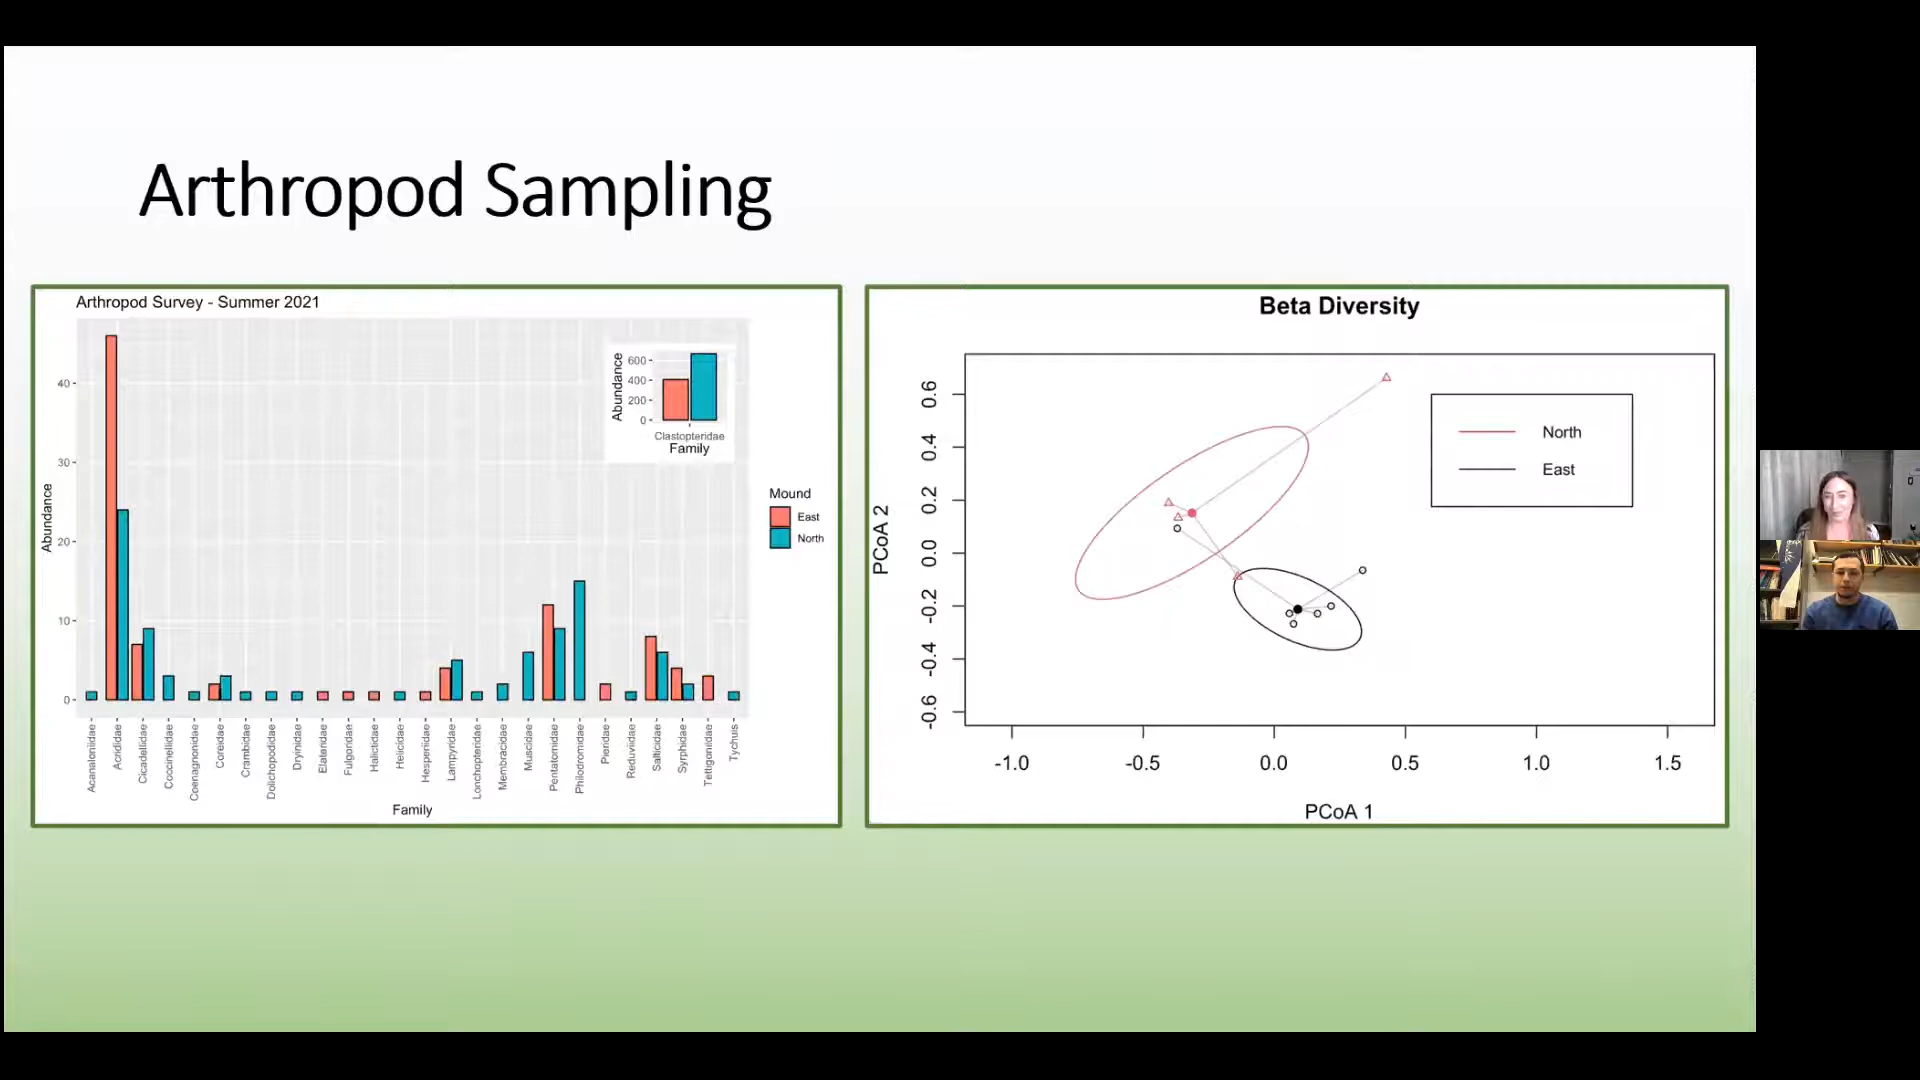 Arthropod Sampling
Arthropod Survey - Summer 2021
Abundance
40
30
20
10
0
Abundance
600
400
200
0
Clastopteridae
Family
Mound
East
North
Acanaloniidae
Acrididae
Cicadellidae
Coccinellidae
Coenagrionidae
Coreidae
Crambidae
Dolichopodidae
Dryinidae
Elateridae
Fulgoridae
Halictidae
Helicidae
Hesperiidae
Lampyridae
Lonchopteridae
Membracidae
Muscidae
Pentatomidae
Philodromidae
Pieridae
Reduviidae
Salticidae
Syrphidae
Tettigoniidae
Tychuis
Family
Beta Diversity
PCoA 2
0.6
0.4
0.2
0.0
-0.2
-0.4
-0.6
North
East
-1.0 -0.5 0.0 0.5 1.0 1.5
PCoA 1